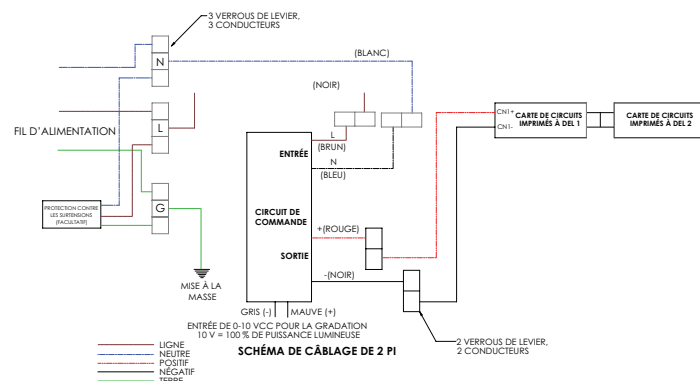 3 VERROUS DE LEVIER,
3 CONDUCTEURS
N
(BLANC)
(NOIR)
L
FIL D'ALIMENTATION
L
(BRUN)
ENTRÉE
N
(BLEU)
CN1+
CN1-
CARTE DE CIRCUITS
IMPRIMÉS À DEL 1
CARTE DE CIRCUITS
IMPRIMÉS À DEL 2
PROTECTION CONTRE
LES SURTENSIONS
(FACULTATIF)
G
CIRCUIT DE
COMMANDE
+(ROUGE)
SORTIE
-(NOIR)
MISE À LA
MASSE
GRIS (-)
MAUVE (+)
ENTRÉE DE 0-10 VCC POUR LA GRADATION
10 V = 100 % DE PUISSANCE LUMINEUSE
SCHÉMA DE CÂBLAGE DE 2 PI
2 VERROUS DE LEVIER,
2 CONDUCTEURS
LIGNE
NEUTRE
POSITIF
NÉGATIF
TERRE